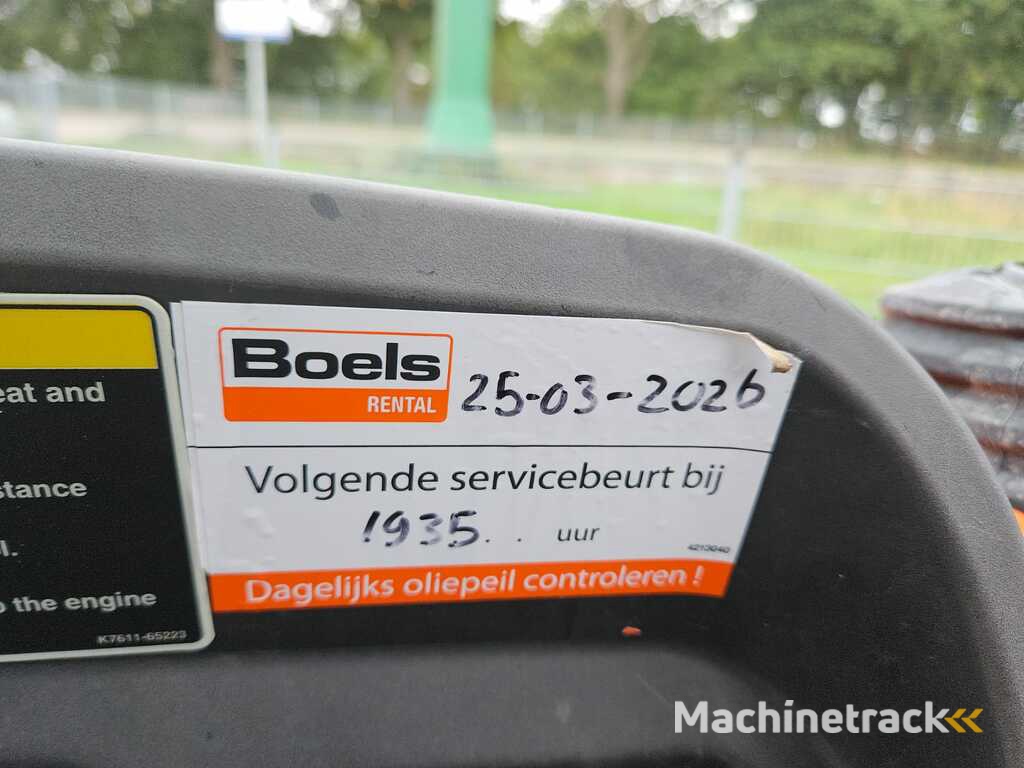 eat and
stance
l.
o the engine
K7611-65223
Boels
RENTAL
25-03-2026
Volgende servicebeurt bij
1935. . uur
4213040
Dagelijks oliepeil controleren !
Machinetrack